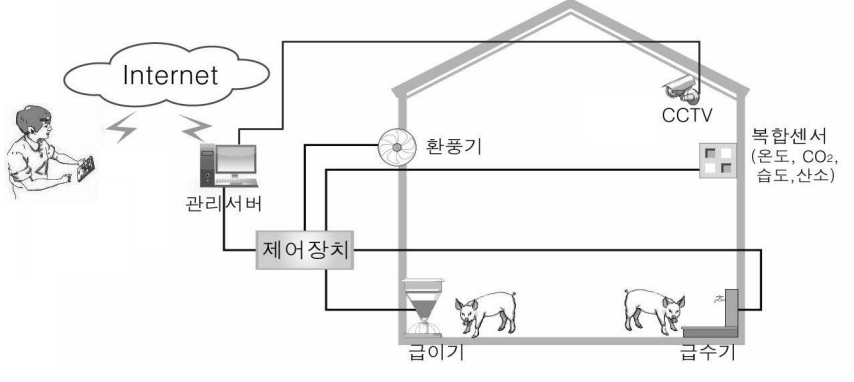 Internet
CCTV
환풍기
복합센서
(온도, CO₂,
습도,산소)
관리서버
제어장치
급이기
급수기